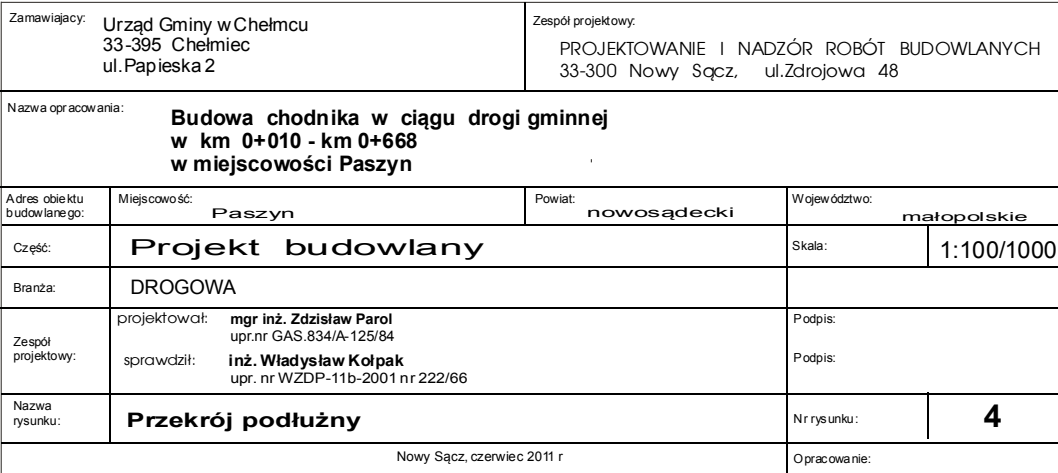 Zamawiajacy:
Urząd Gminy w Chełmcu
33-395 Chełmiec
ul.Papieska 2
Zespół projektowy:
PROJEKTOWANIE I NADZÓR ROBÓT BUDOWLANYCH
33-300 Nowy Sącz, ul.Zdrojowa 48
Nazwa opracowania:
Budowa chodnika w ciągu drogi gminnej
w km 0+010 - km 0+668
w miejscowości Paszyn
Adres obiektu
budowlanego:
Miejscowość:
Paszyn
Powiat:
nowosądecki
Województwo:
małopolskie
Część:
Projekt budowlany
Skala:
1:100/1000
Branża:
DROGOWA
Zespół
projektowy:
projektował: mgr inż. Zdzisław Parol
upr.nr GAS.834/A-125/84
sprawdził: inż. Władysław Kołpak
upr. nr WZDP-11b-2001 nr 222/66
Podpis:
Podpis:
Nazwa
rysunku:
Przekrój podłużny
Nr rysunku:
4
Nowy Sącz, czerwiec 2011 r
Opracowanie: